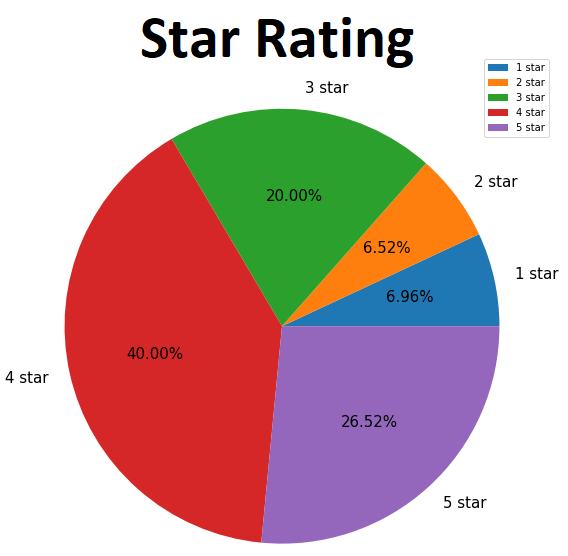 Star Rating
1 star
2 star
3 star
4 star
5 star
3 star
2 star
20.00%
6.52%
1 star
6.96%
40.00%
4 star
26.52%
5 star